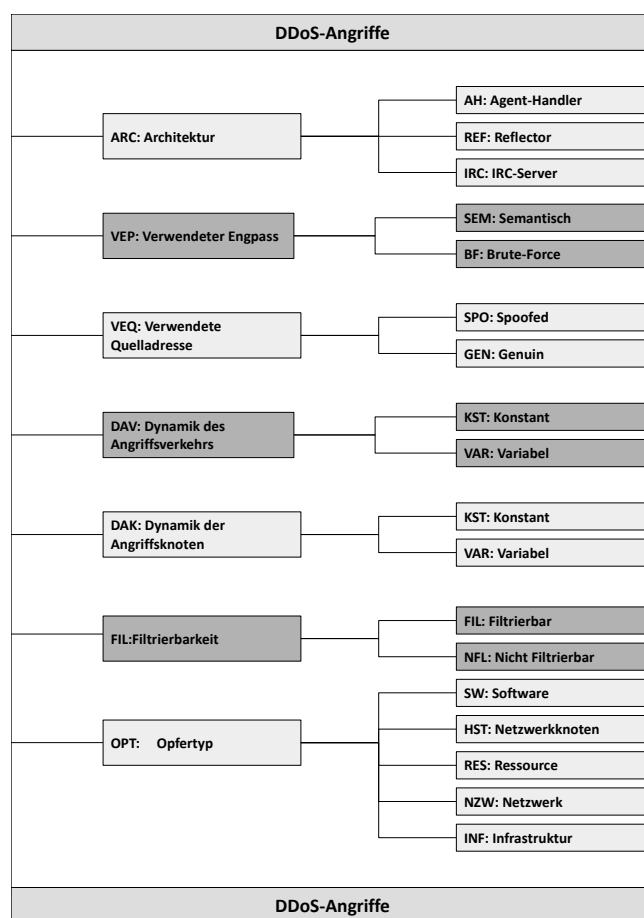 DDoS-Angriffe
ARC: Architektur
AH: Agent-Handler
REF: Reflector
IRC: IRC-Server
VEP: Verwendeter Engpass
SEM: Semantisch
BF: Brute-Force
VEQ: Verwendete
Quelladresse
SPO: Spoofed
GEN: Genuin
DAV: Dynamik des
Angriffsverkehrs
KST: Konstant
VAR: Variabel
DAK: Dynamik der
Angriffsknoten
KST: Konstant
VAR: Variabel
FIL:Filtrierbarkeit
FIL: Filtrierbar
NFL: Nicht Filtrierbar
OPT: Opfertyp
SW: Software
HST: Netzwerkknoten
RES: Ressource
NZW: Netzwerk
INF: Infrastruktur
DDoS-Angriffe